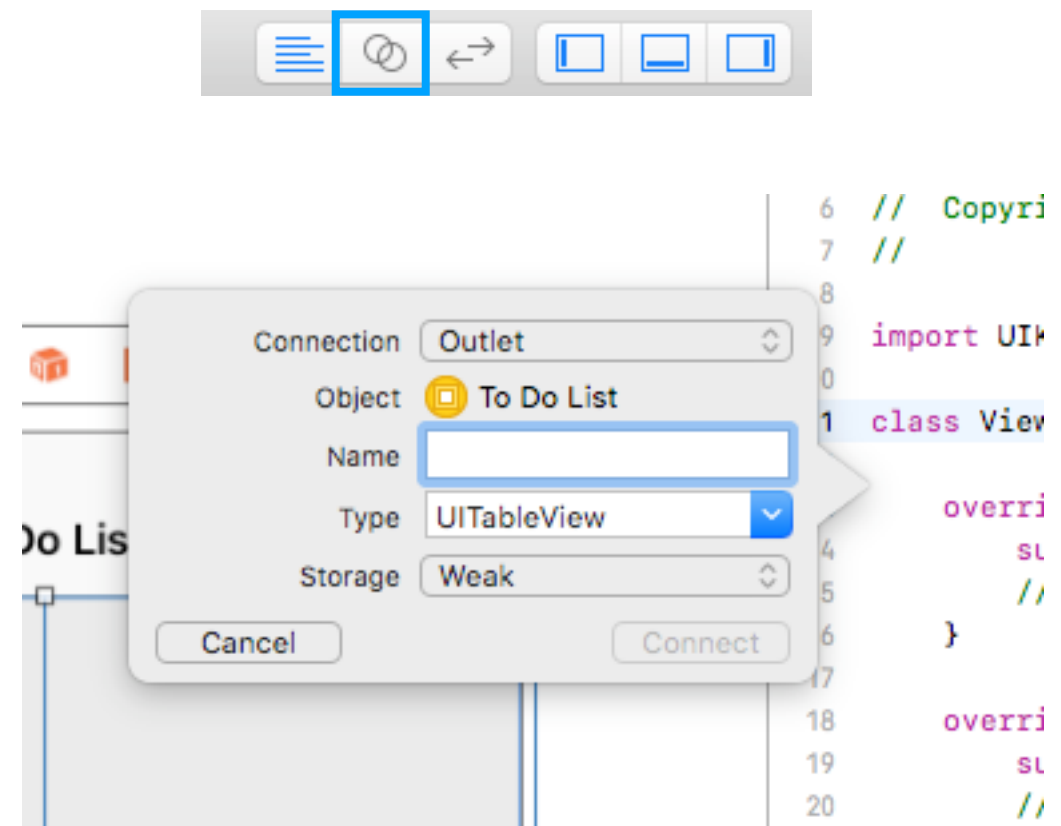 6 // Copyri
7 //
8
Connection Outlet 9 import UIK
Object To Do List 0
Name 1 class View
Type UITableView overri
Do Lis 4 su
Storage Weak 5 //
Cancel Connect 6 }
17
18 overri
19 su
20 //